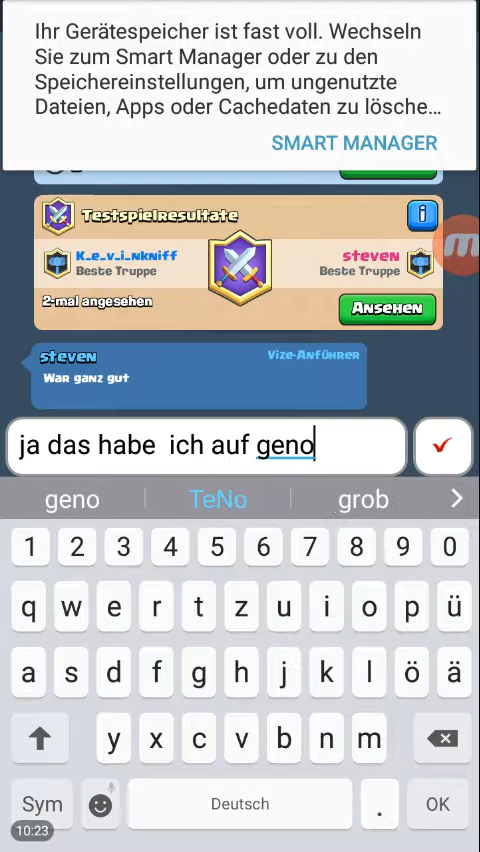 Ihr Gerätespeicher ist fast voll. Wechseln
Sie zum Smart Manager oder zu den
Speichereinstellungen, um ungenutzte
Dateien, Apps oder Cachedaten zu lösche...
SMART MANAGER
Testspielresultate
K_e_v_i_nkNiff
steven
Beste Truppe
Beste Truppe
2-mal angesehen
Ansehen
steven
Vize-Anführer
War ganz gut
ja das habe  ich auf geno
geno
TeNo
grob
1 2 3 4 5 6 7 8 9 0
q w e r t z u i o p ü
a s d f g h j k l ö ä
y x c v b n m
Sym
Deutsch
.
OK
10:23